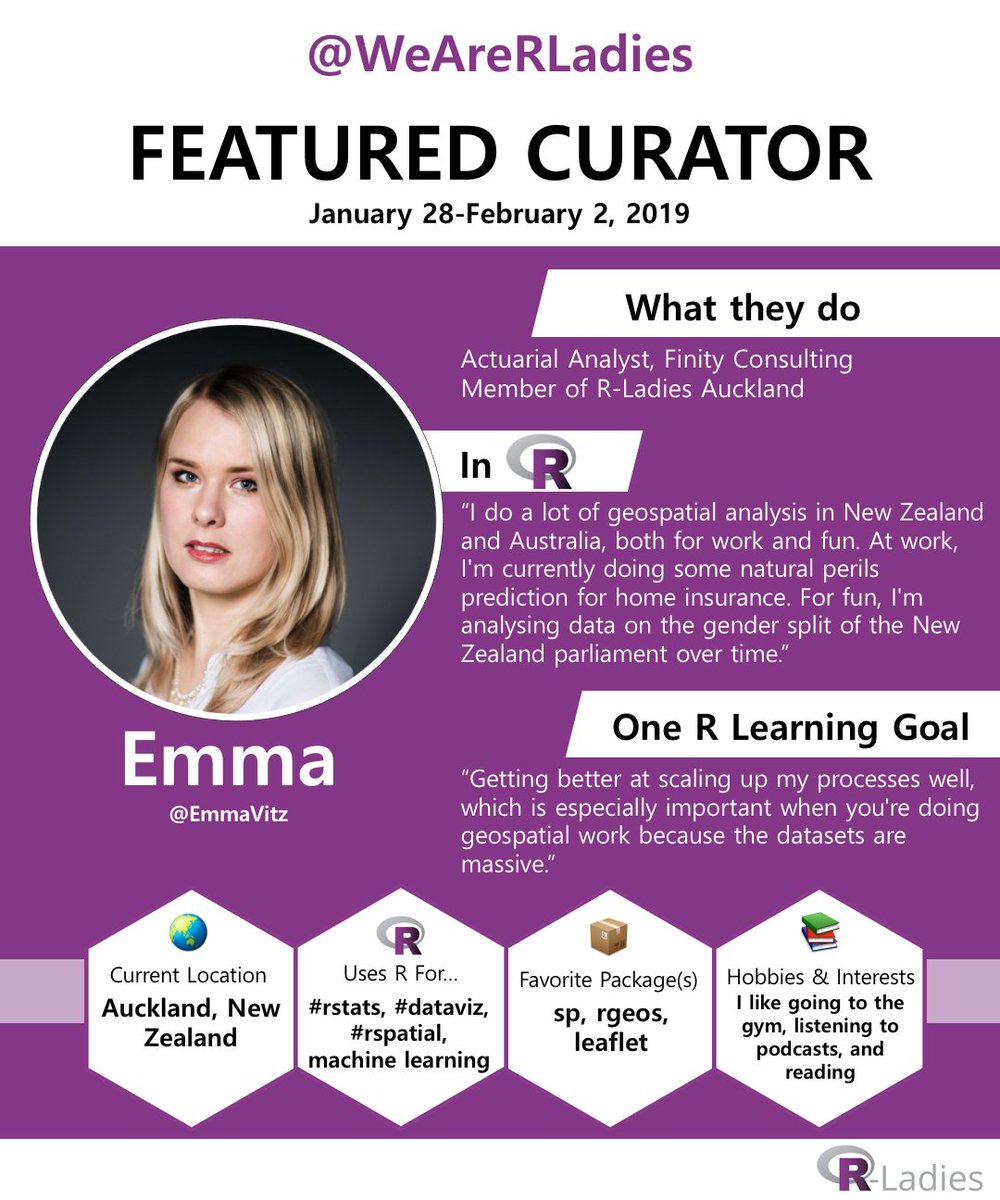 @WeAreRLadies
FEATURED CURATOR
January 28-February 2, 2019
What they do
Actuarial Analyst, Finity Consulting
Member of R-Ladies Auckland
In R
“I do a lot of geospatial analysis in New Zealand
and Australia, both for work and fun. At work,
I'm currently doing some natural perils
prediction for home insurance. For fun, I'm
analysing data on the gender split of the New
Zealand parliament over time.”
One R Learning Goal
“Getting better at scaling up my processes well,
which is especially important when you're doing
geospatial work because the datasets are
massive.”
Emma
@EmmaVitz
Current Location
Auckland, New
Zealand
R
Uses R For...
#rstats, #dataviz,
#rspatial,
machine learning
Favorite Package(s)
sp, rgeos,
leaflet
Hobbies & Interests
I like going to the
gym, listening to
podcasts, and
reading
R-Ladies